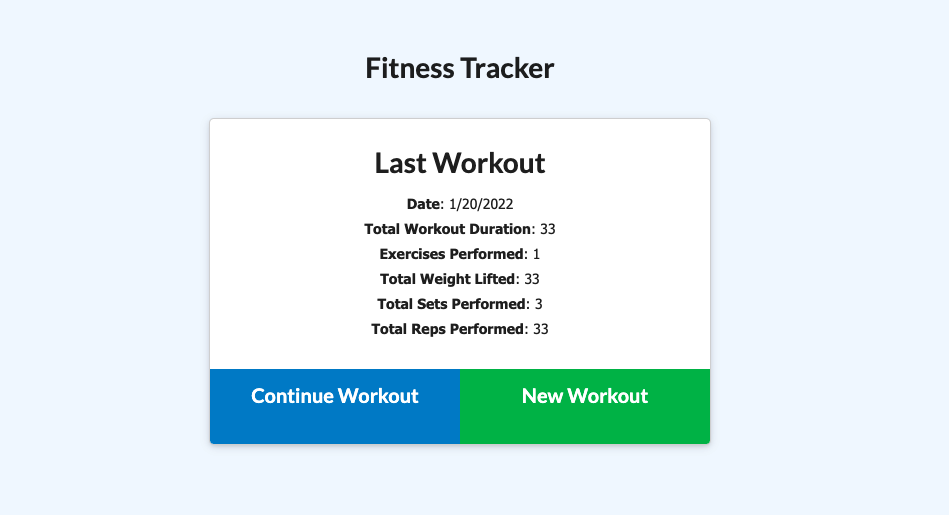 Fitness Tracker
Last Workout
Date: 1/20/2022
Total Workout Duration: 33
Exercises Performed: 1
Total Weight Lifted: 33
Total Sets Performed: 3
Total Reps Performed: 33
Continue Workout
New Workout